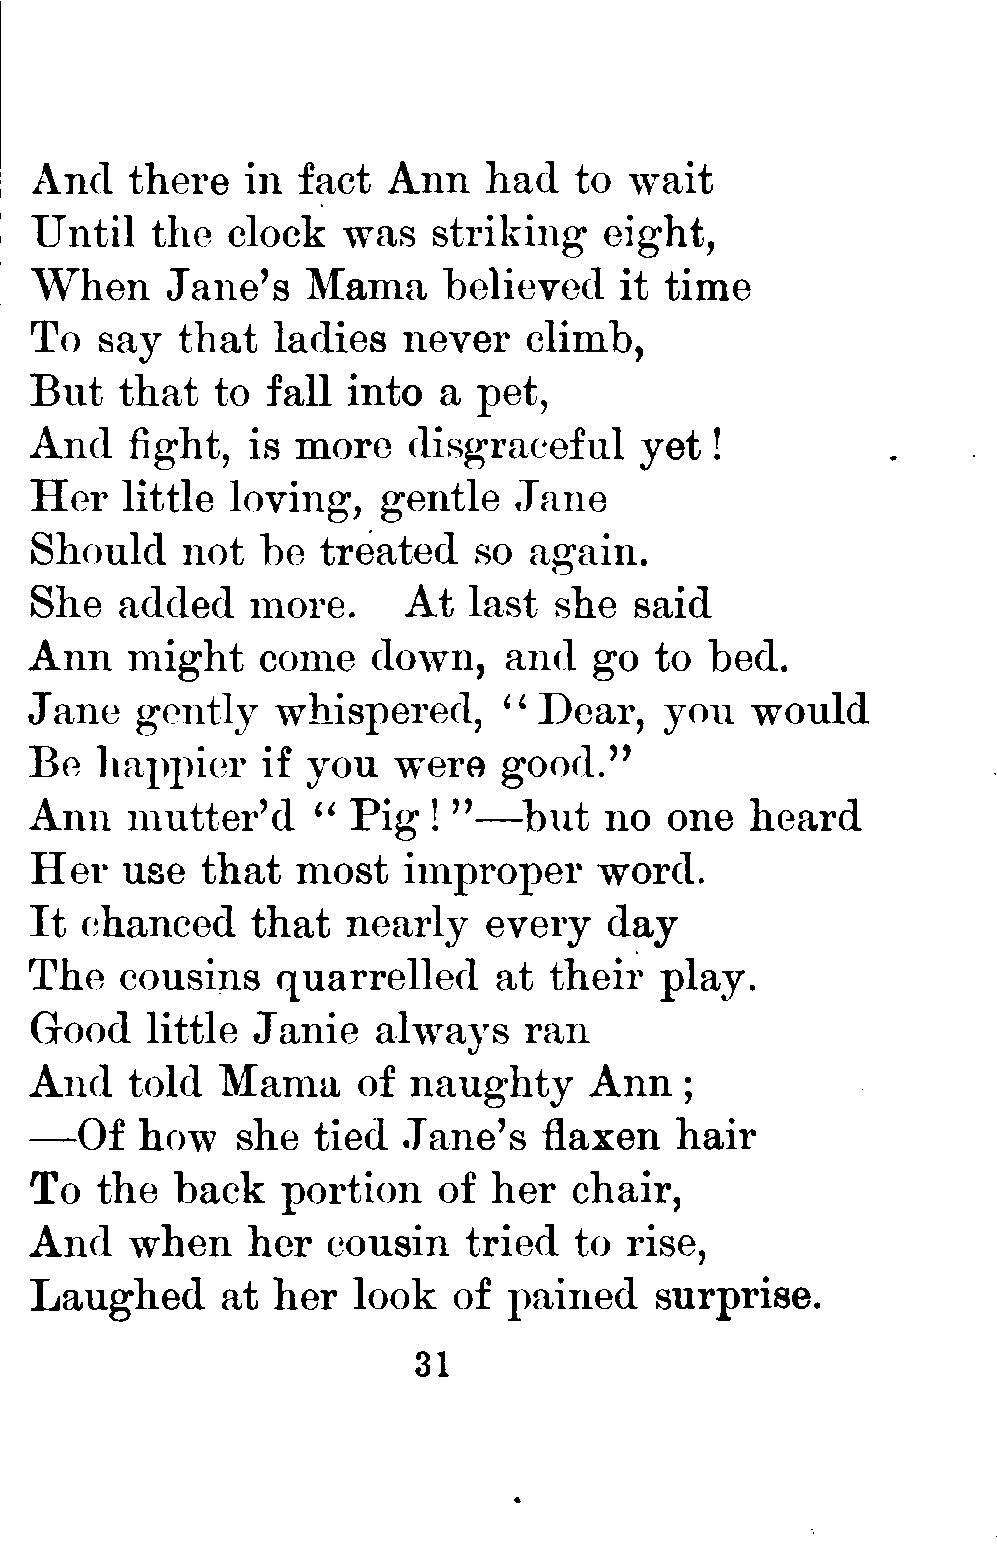 And there in fact Ann had to wait
Until the clock was striking eight,
When Jane's Mama believed it time
To say that ladies never climb,
But that to fall into a pet,
And fight, is more disgraceful yet!
Her little loving, gentle Jane
Should not be treated so again.
She added more. At last she said
Ann might come down, and go to bed.
Jane gently whispered, "Dear, you would
Be happier if you were good."
Ann mutter'd "Pig!"—but no one heard
Her use that most improper word.
It chanced that nearly every day
The cousins quarrelled at their play.
Good little Janie always ran
And told Mama of naughty Ann;
—Of how she tied Jane's flaxen hair
To the back portion of her chair,
And when her cousin tried to rise,
Laughed at her look of pained surprise.
31